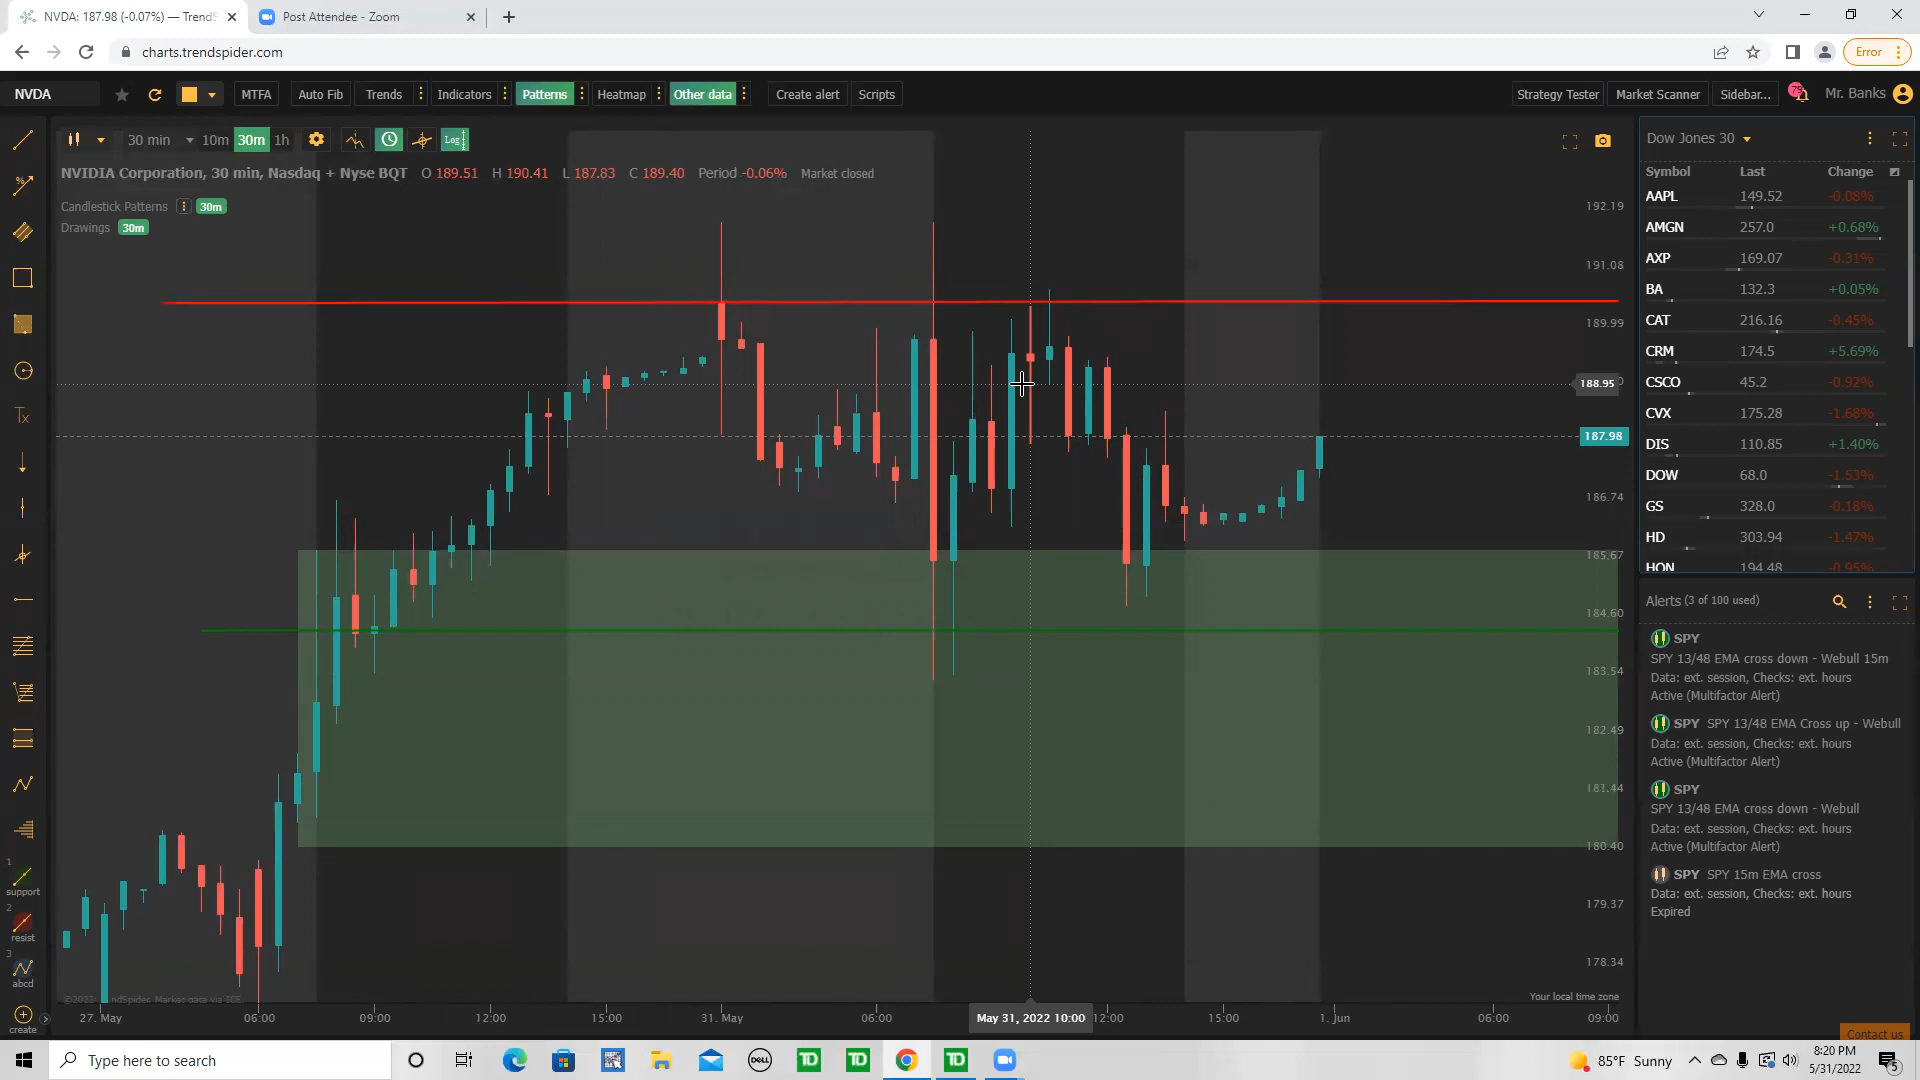 NVDA: 187.98 (-0.07%) — TrendS
Post Attendee - Zoom
charts.trendspider.com
Error
NVDA
MTFA
Auto Fib
Trends
Indicators
Patterns
Heatmap
Other data
Create alert
Scripts
Strategy Tester
Market Scanner
Sidebar...
Mr. Banks
30 min
10m
30m
1h
Log
NVIDIA Corporation, 30 min, Nasdaq + Nyse BQT O 189.51 H 190.41 L 187.83 C 189.40 Period -0.06% Market closed
Candlestick Patterns 30m
Drawings 30m
192.19
191.08
189.99
188.95
187.98
186.74
185.67
184.60
183.54
182.49
181.44
180.40
179.37
178.34
Tx
1
support
2
resist
3
abcd
create
Your local time zone
27. May
06:00
09:00
12:00
15:00
31. May
06:00
May 31, 2022 10:00
12:00
15:00
1. Jun
06:00
09:00
Dow Jones 30
Symbol Last Change
AAPL 149.52 -0.08%
AMGN 257.0 +0.68%
AXP 169.07 -0.31%
BA 132.3 +0.05%
CAT 216.16 -0.45%
CRM 174.5 +5.69%
CSCO 45.2 -0.92%
CVX 175.28 -1.68%
DIS 110.85 +1.40%
DOW 68.0 -1.53%
GS 328.0 -0.18%
HD 303.94 -1.47%
HON 194.48 -0.95%
Alerts (3 of 100 used)
SPY
SPY 13/48 EMA cross down - Webull 15m
Data: ext. session, Checks: ext. hours
Active (Multifactor Alert)
SPY SPY 13/48 EMA Cross up - Webull
Data: ext. session, Checks: ext. hours
Active (Multifactor Alert)
SPY
SPY 13/48 EMA cross down - Webull
Data: ext. session, Checks: ext. hours
Active (Multifactor Alert)
SPY SPY 15m EMA cross
Data: ext. session, Checks: ext. hours
Expired
Contact us
Type here to search
DELL
TD
TD
TD
85°F Sunny
8:20 PM
5/31/2022
5